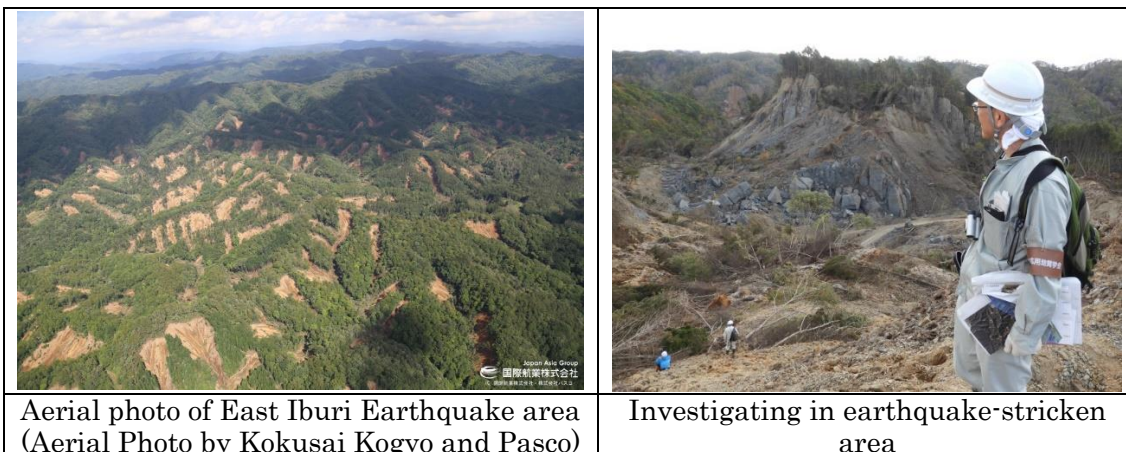 Japan Asia Group
国際航業株式会社
Aerial photo of East Iburi Earthquake area
(Aerial Photo by Kokusai Kogyo and Pasco)
Investigating in earthquake-stricken
area